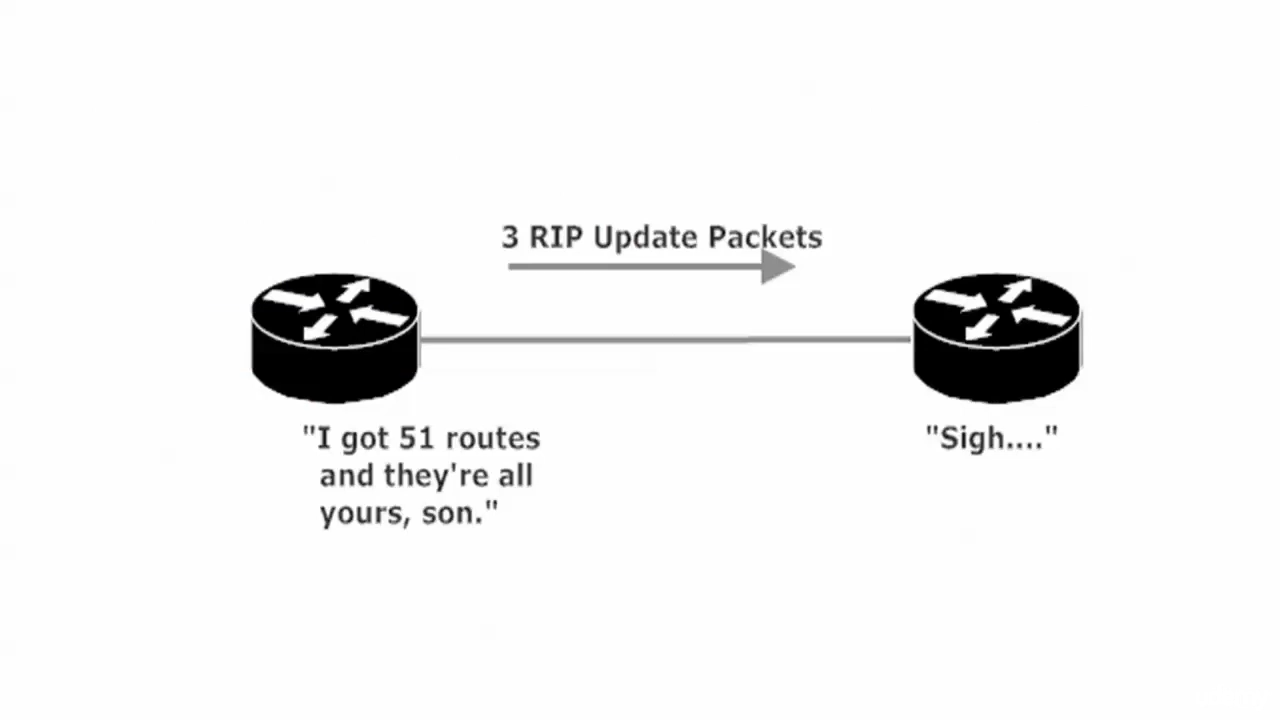 3 RIP Update Packets
"I got 51 routes
and they're all
yours, son."
"Sigh...."